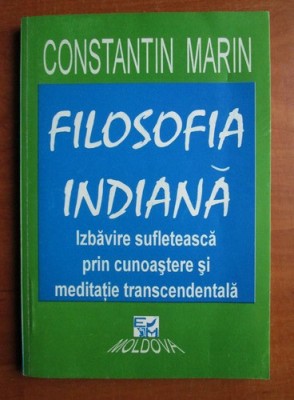 CONSTANTIN MARIN
FILOSOFIA
INDIANĂ
Izbăvire sufletească
prin cunoaştere şi
meditaţie transcendentală
MOLDOVA